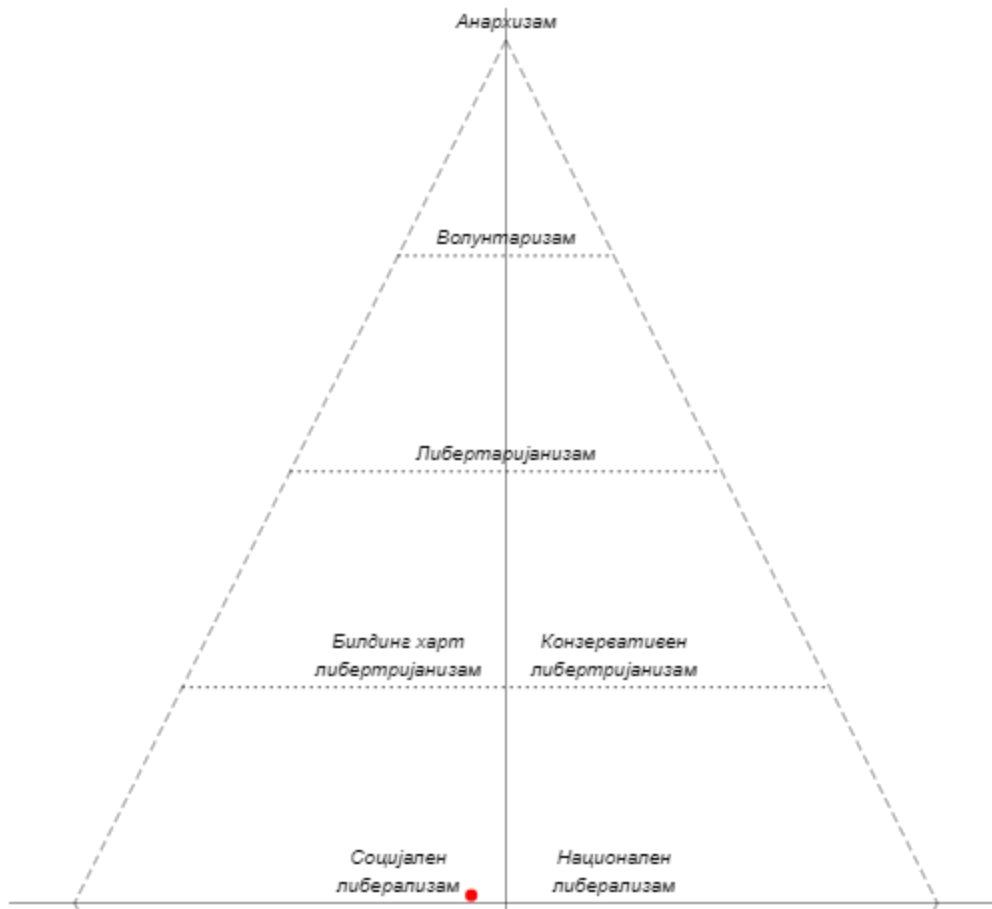 Анархизам
Волунтаризам
Либертаријанизам
Билдинг харт
либертријанизам
Конзервативен
либертријанизам
Социјален
либерализам
Национален
либерализам